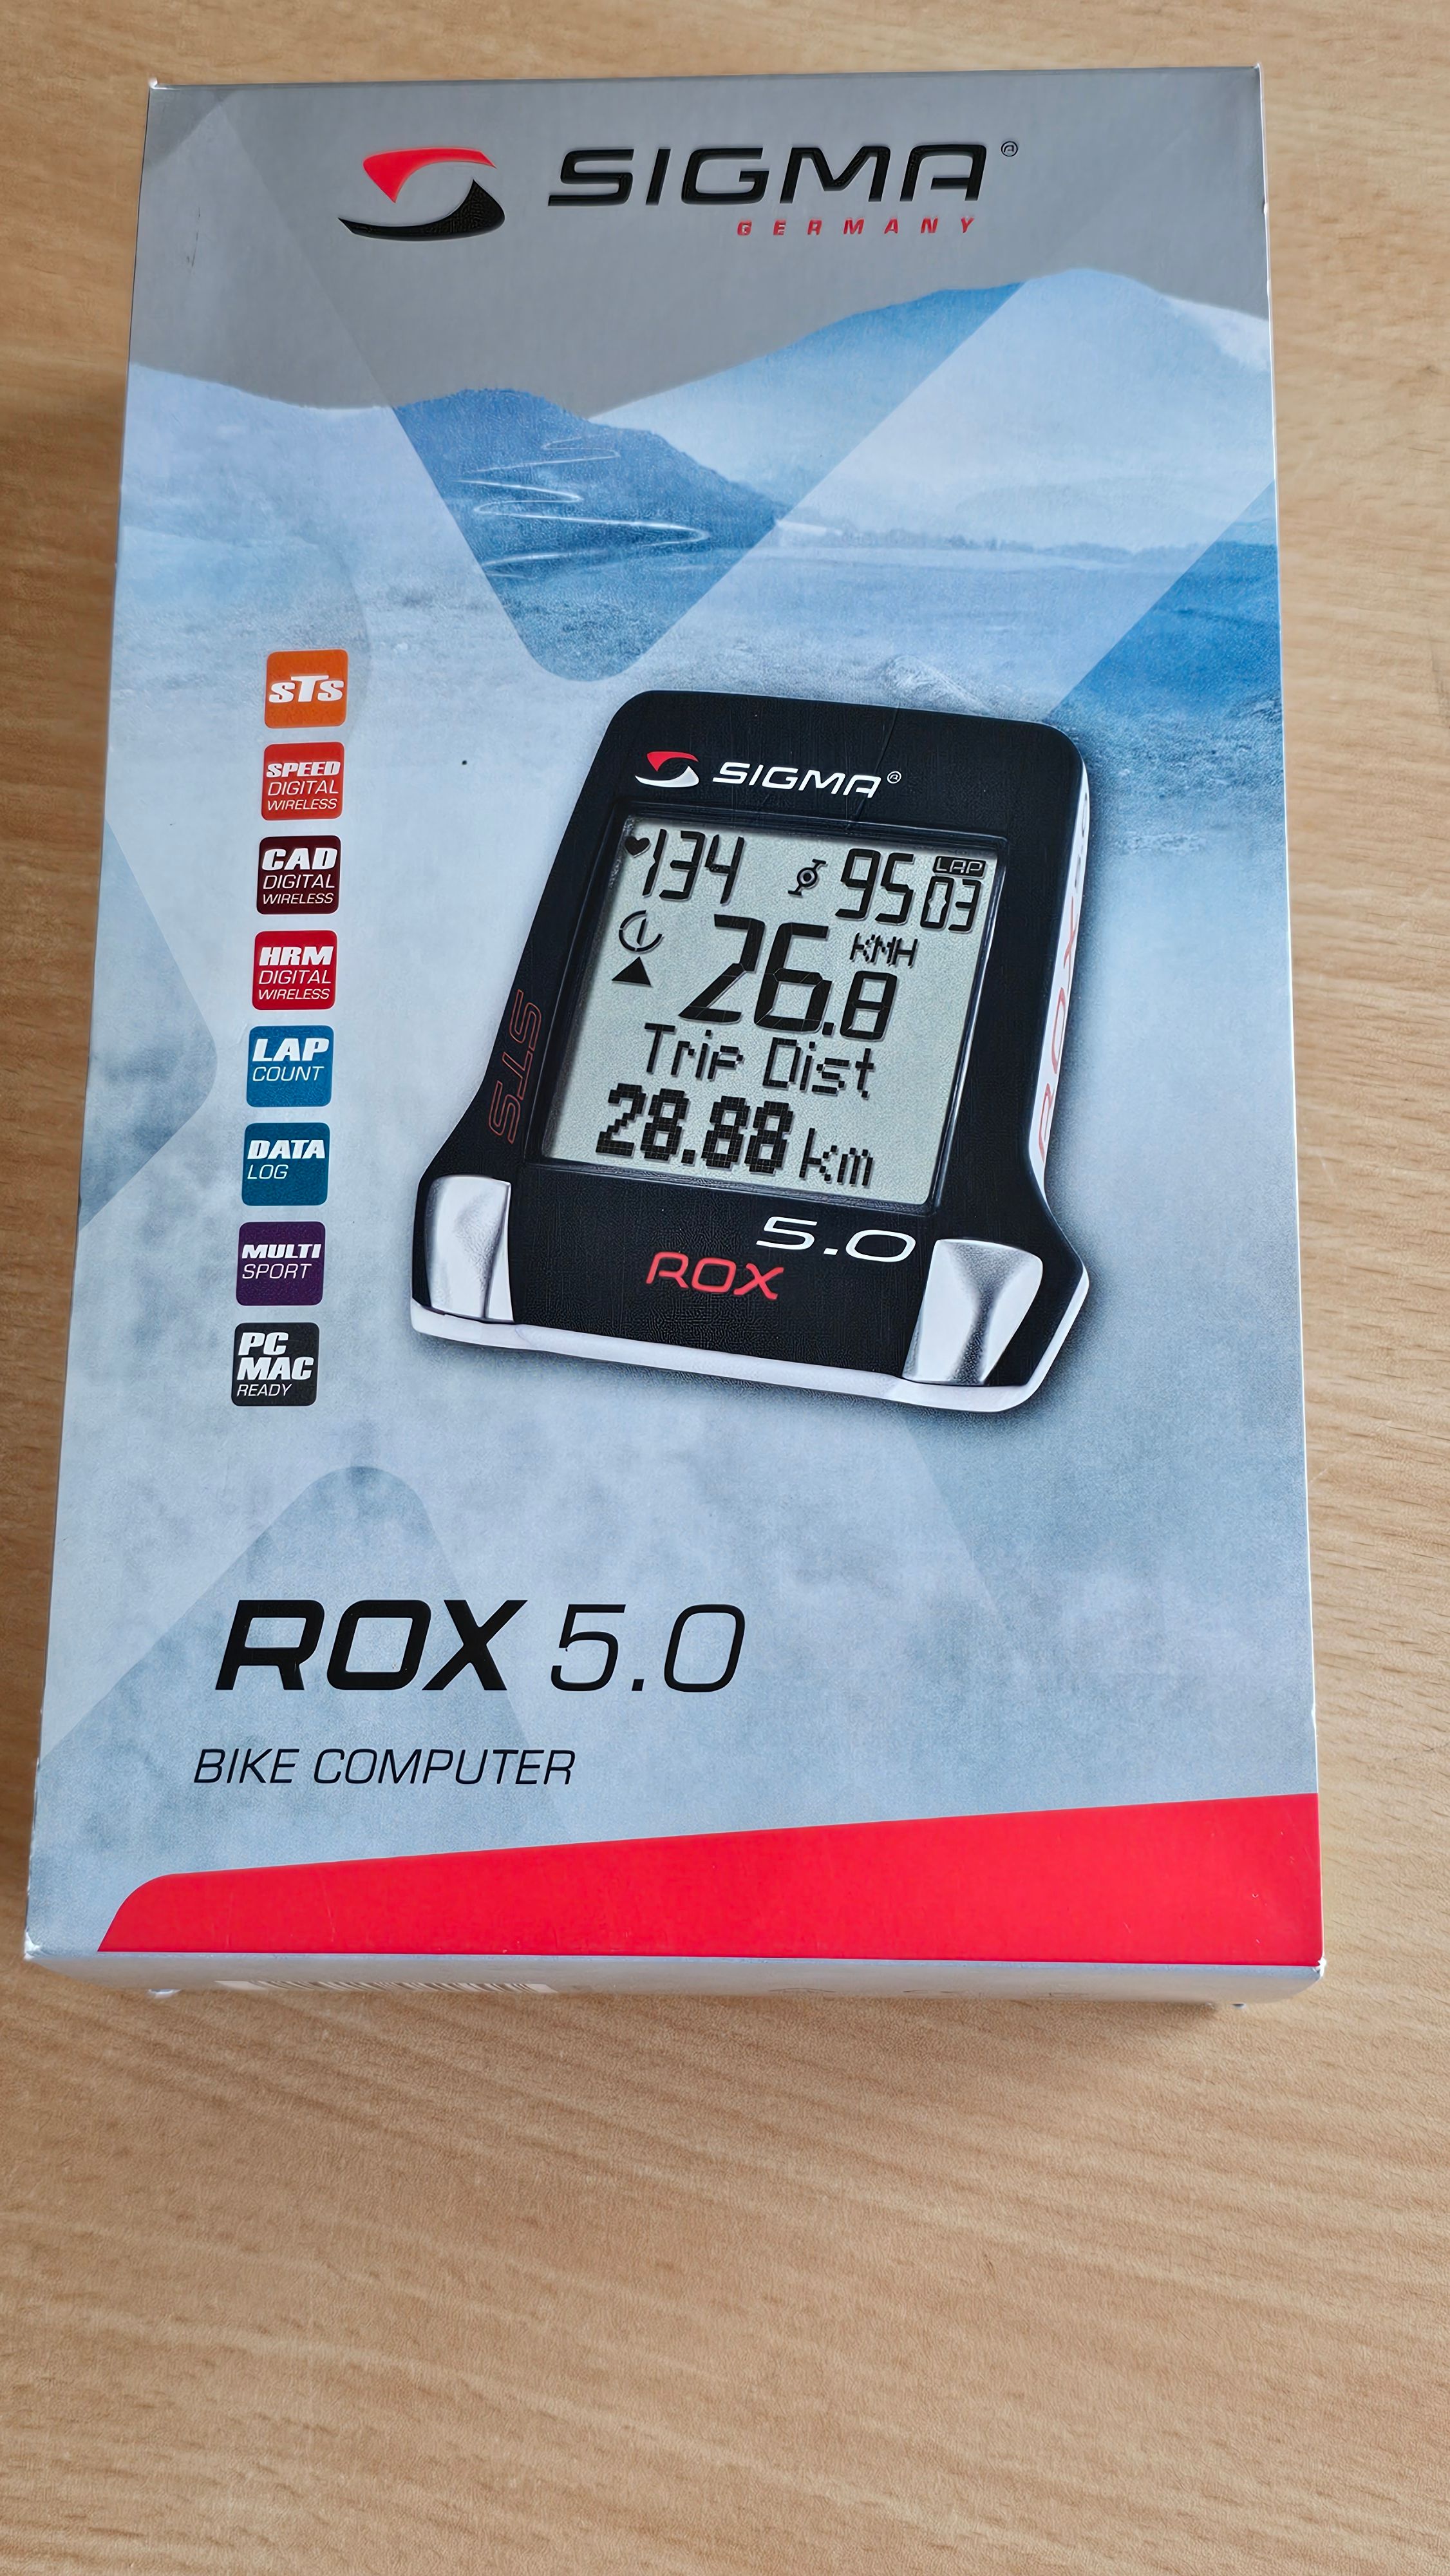 SIGMA®
GERMANY
STS
SPEED
DIGITAL
WIRELESS
CAD
DIGITAL
WIRELESS
HRM
DIGITAL
WIRELESS
LAP
COUNT
DATA
LOG
MULTI
SPORT
PC
MAC
READY
SIGMA®
134 95 LAP
03
KMH
26.8
Trip Dist
28.88 km
STS
ROX
5.0
ROX
ROX 5.0
BIKE COMPUTER